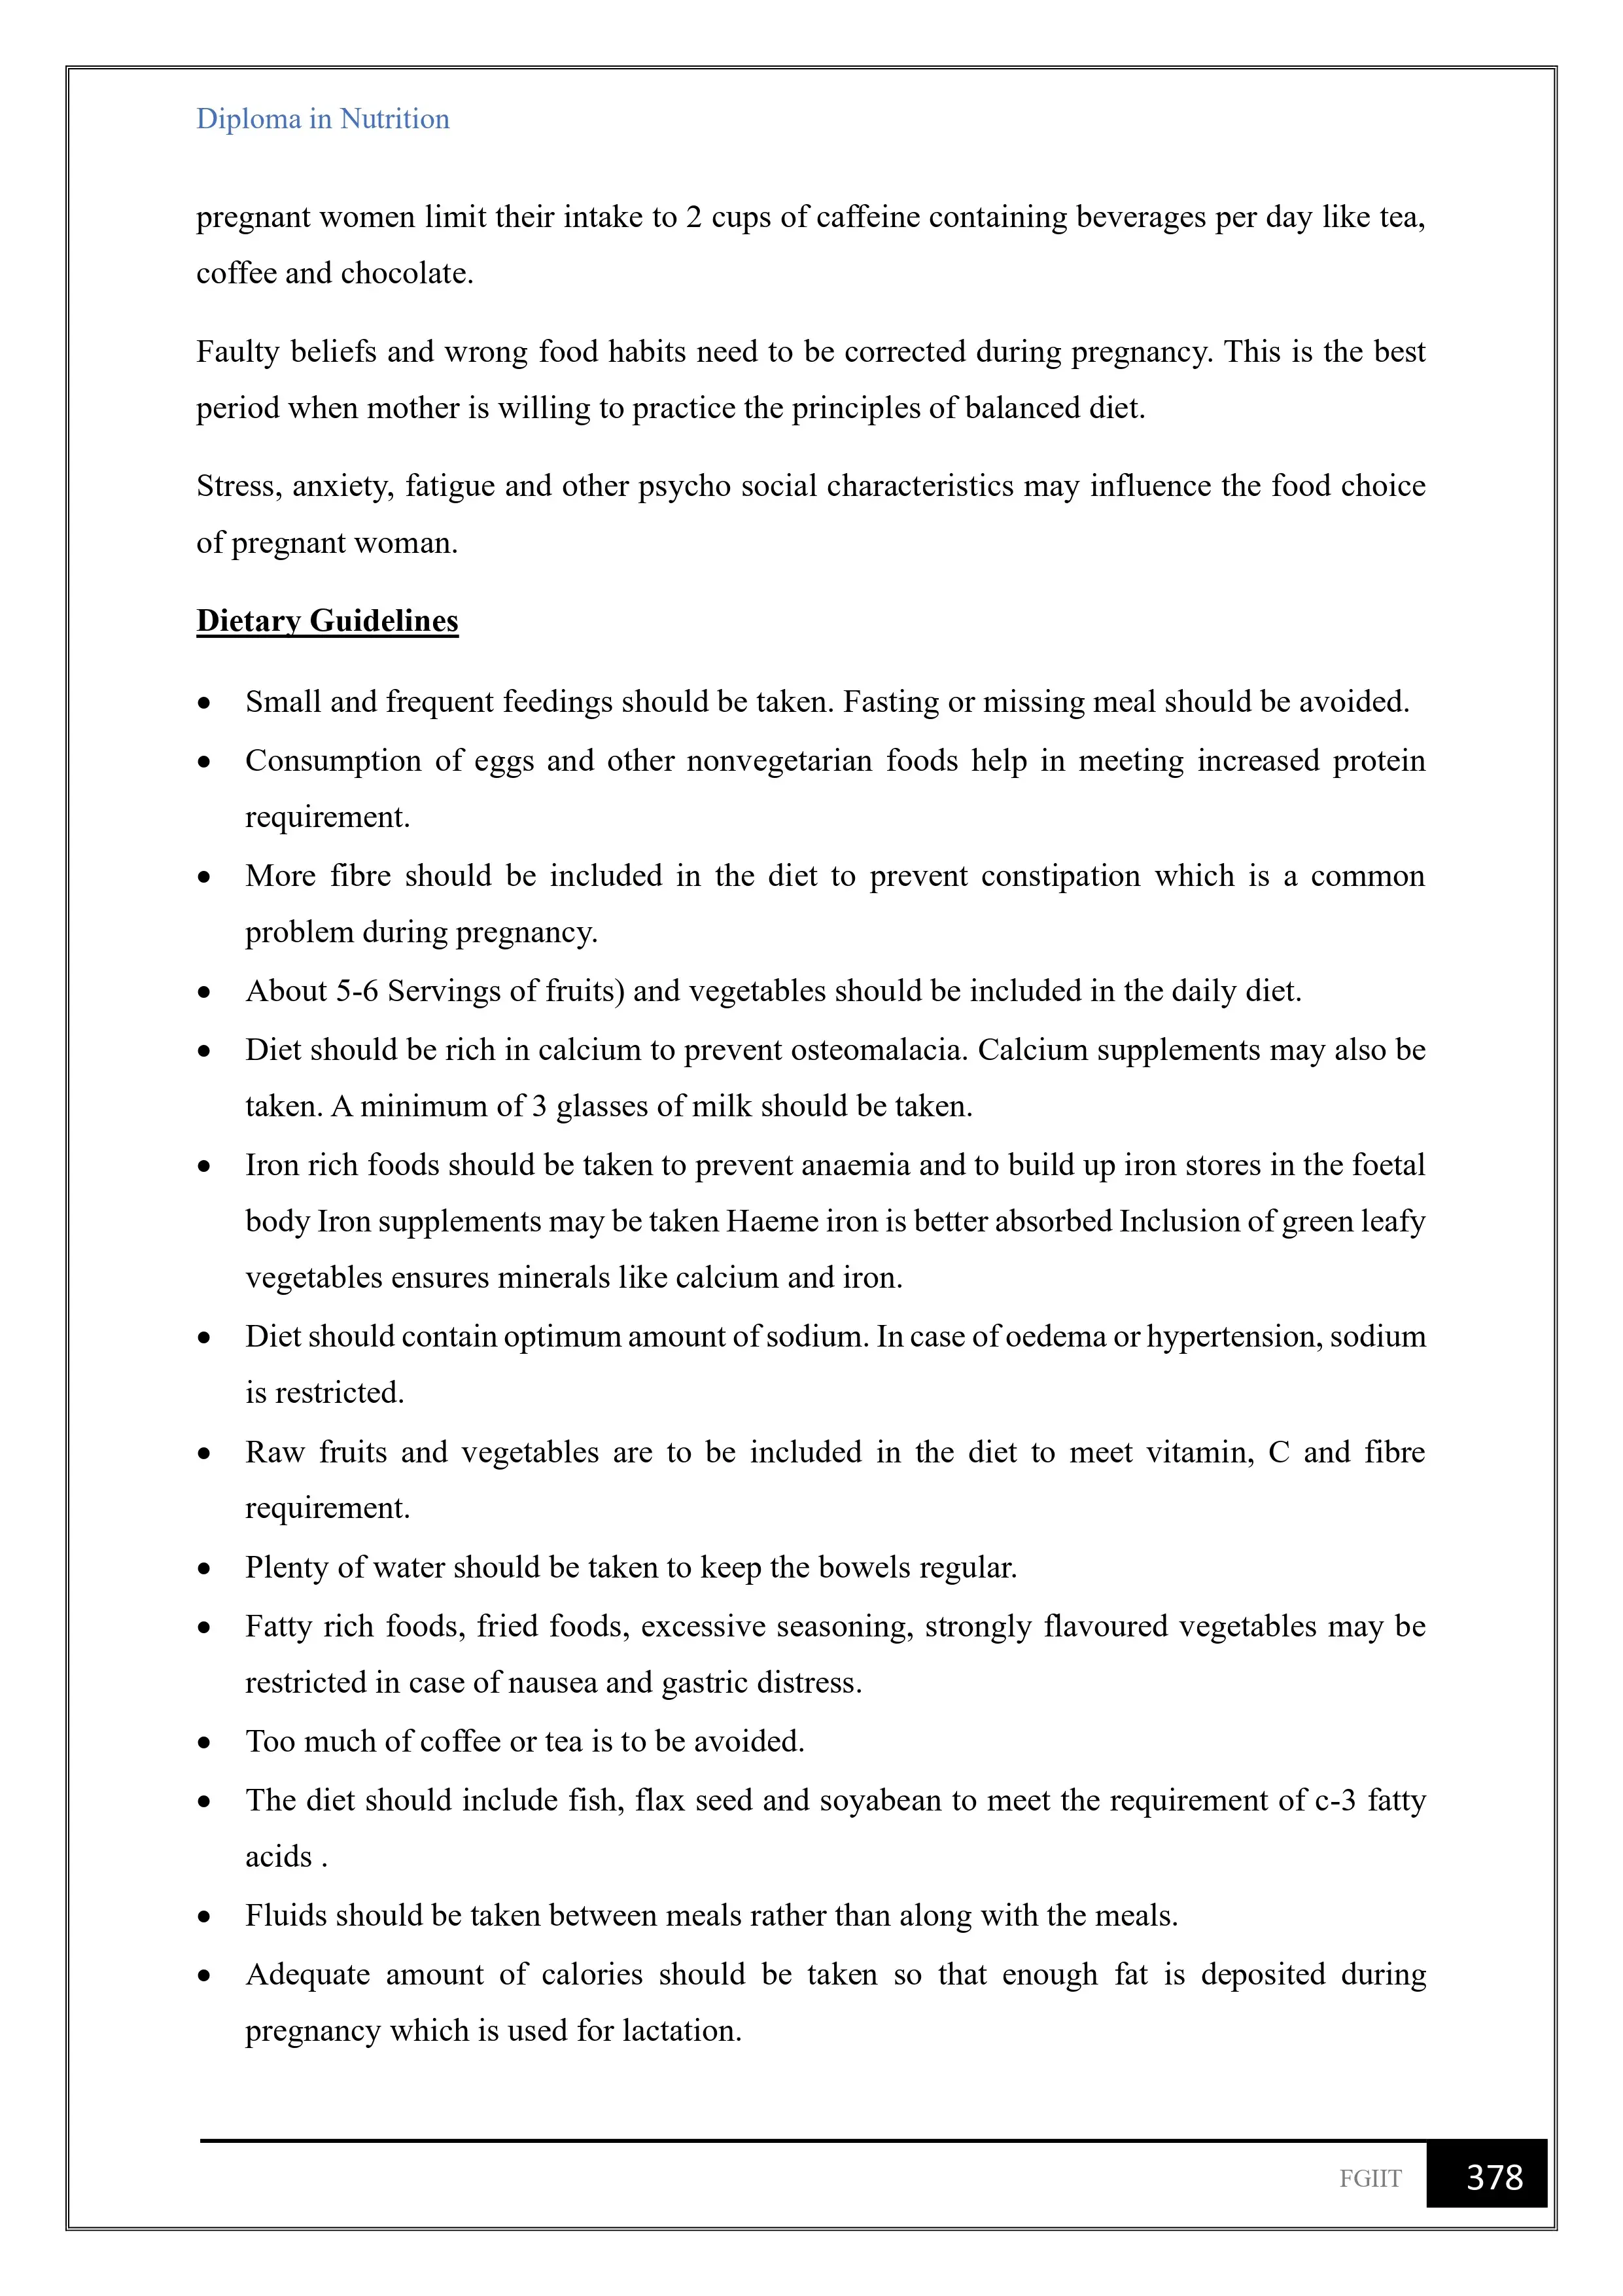 Diploma in Nutrition
pregnant women limit their intake to 2 cups of caffeine containing beverages per day like tea,
coffee and chocolate.
Faulty beliefs and wrong food habits need to be corrected during pregnancy. This is the best
period when mother is willing to practice the principles of balanced diet.
Stress, anxiety, fatigue and other psycho social characteristics may influence the food choice
of pregnant woman.
Dietary Guidelines
• Small and frequent feedings should be taken. Fasting or missing meal should be avoided.
• Consumption of eggs and other nonvegetarian foods help in meeting increased protein
requirement.
• More fibre should be included in the diet to prevent constipation which is a common
problem during pregnancy.
• About 5-6 Servings of fruits) and vegetables should be included in the daily diet.
• Diet should be rich in calcium to prevent osteomalacia. Calcium supplements may also be
taken. A minimum of 3 glasses of milk should be taken.
• Iron rich foods should be taken to prevent anaemia and to build up iron stores in the foetal
body Iron supplements may be taken Haeme iron is better absorbed Inclusion of green leafy
vegetables ensures minerals like calcium and iron.
• Diet should contain optimum amount of sodium. In case of oedema or hypertension, sodium
is restricted.
• Raw fruits and vegetables are to be included in the diet to meet vitamin, C and fibre
requirement.
• Plenty of water should be taken to keep the bowels regular.
• Fatty rich foods, fried foods, excessive seasoning, strongly flavoured vegetables may be
restricted in case of nausea and gastric distress.
• Too much of coffee or tea is to be avoided.
• The diet should include fish, flax seed and soyabean to meet the requirement of c-3 fatty
acids .
• Fluids should be taken between meals rather than along with the meals.
• Adequate amount of calories should be taken so that enough fat is deposited during
pregnancy which is used for lactation.
FGIIT 378